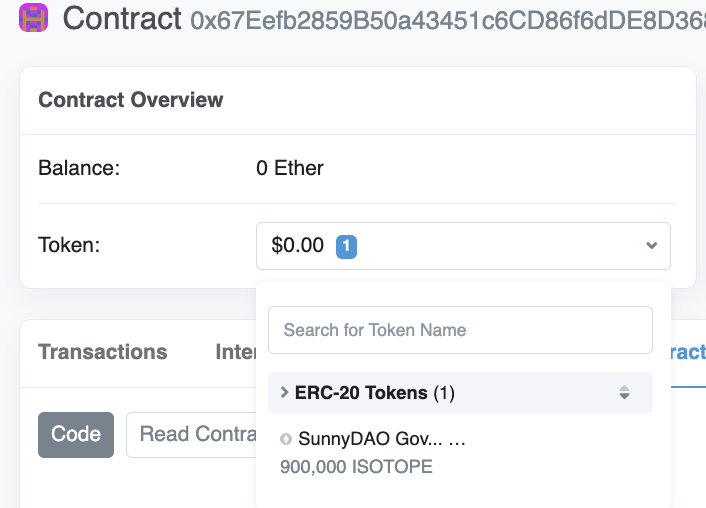 Contract 0x67Eefb2859B50a43451c6CD86f6dDE8D368
Contract Overview
Balance: 0 Ether
Token: $0.00 1
Search for Token Name
Transactions Inte ract
ERC-20 Tokens (1)
Code Read Contra
SunnyDAO Gov... ...
900,000 ISOTOPE